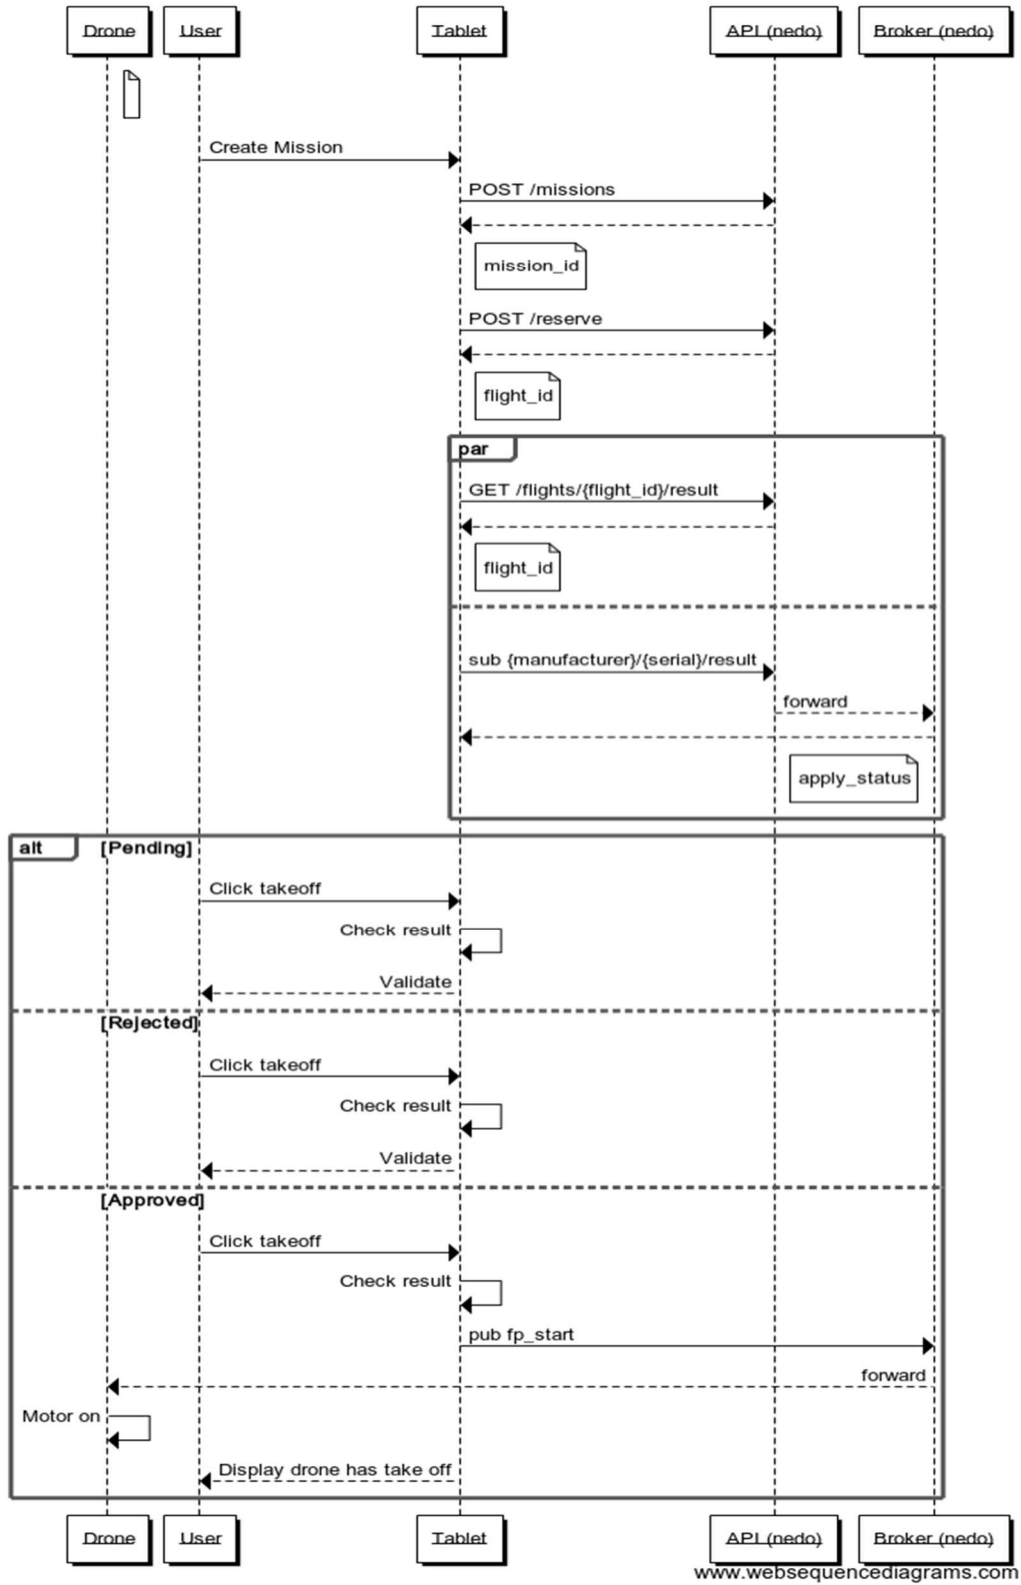 Drone User Tablet API (nedo) Broker (nedo)
Create Mission
POST /missions
mission_id
POST /reserve
flight_id
par
GET /flights/{flight_id}/result
flight_id
sub {manufacturer}/{serial}/result
forward
apply_status
alt [Pending]
Click takeoff
Check result
Validate
[Rejected]
Click takeoff
Check result
Validate
[Approved]
Click takeoff
Check result
pub fp_start
forward
Motor on
Display drone has take off
Drone User Tablet API (nedo) Broker (nedo)
www.websequencediagrams.com